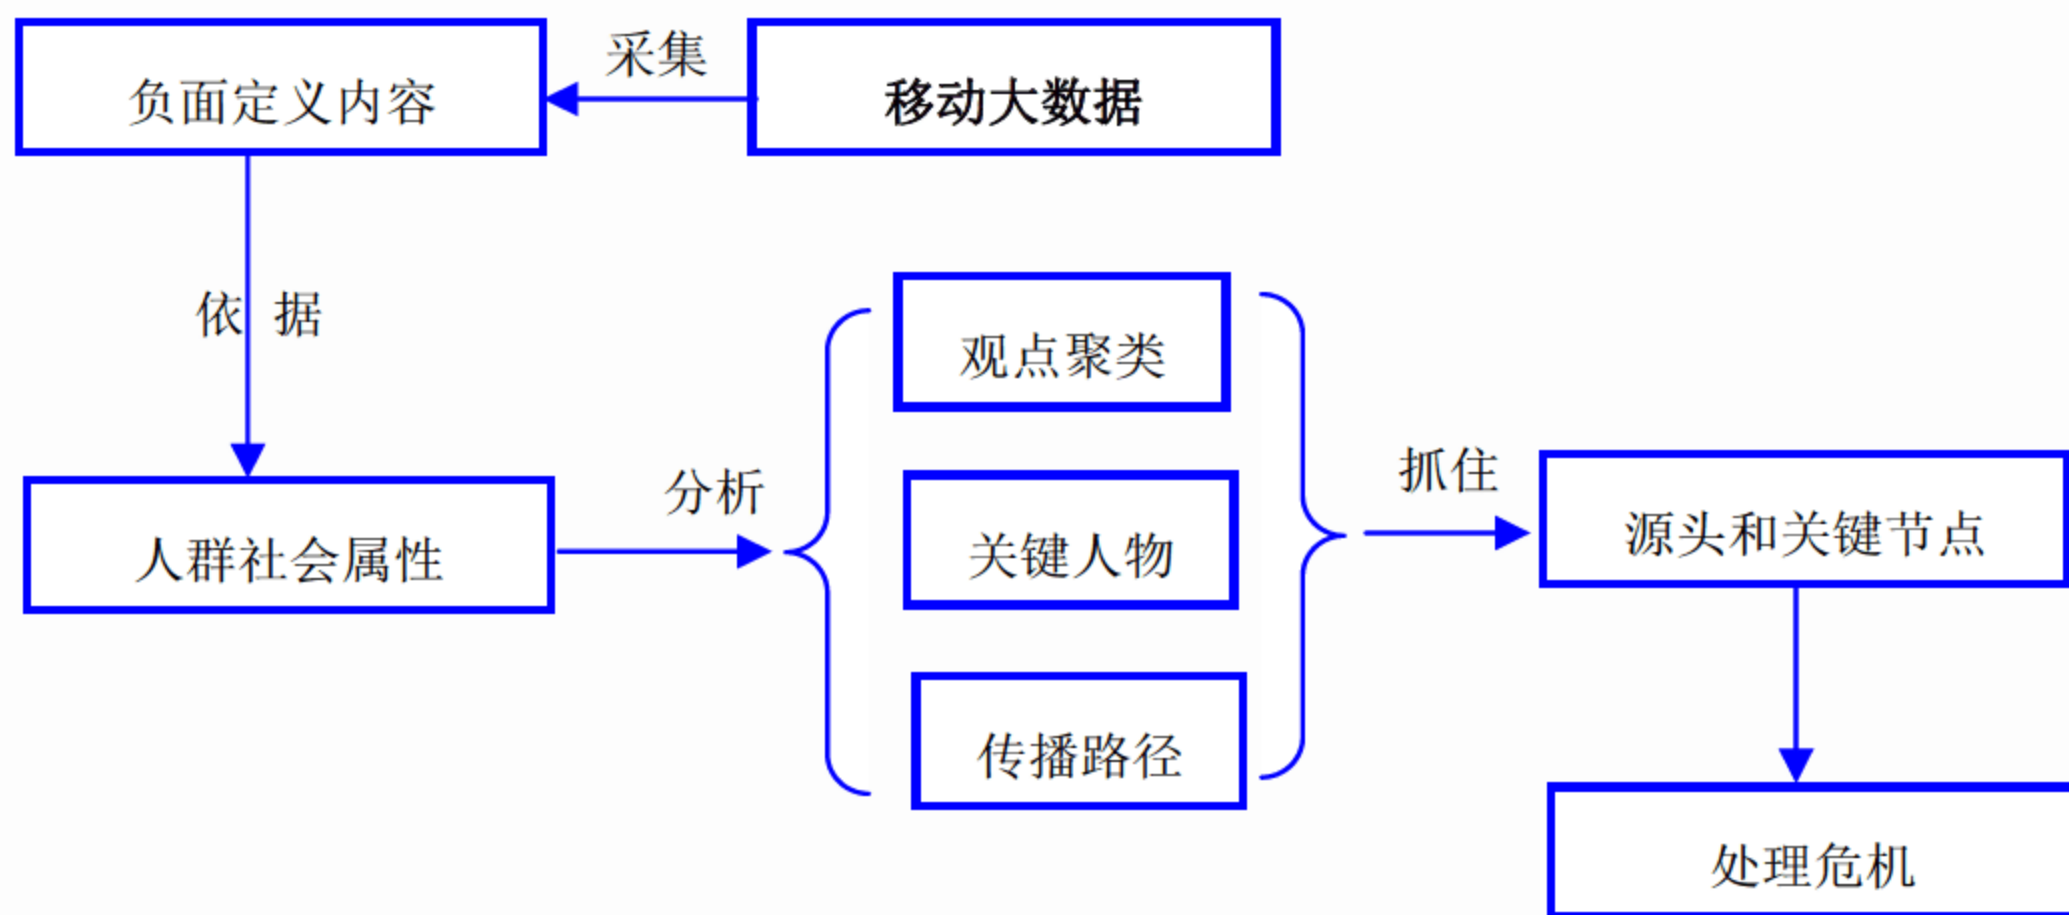 负面定义内容
采集
移动大数据
依 据
观点聚类
分析
关键人物
传播路径
抓住
源头和关键节点
处理危机
人群社会属性